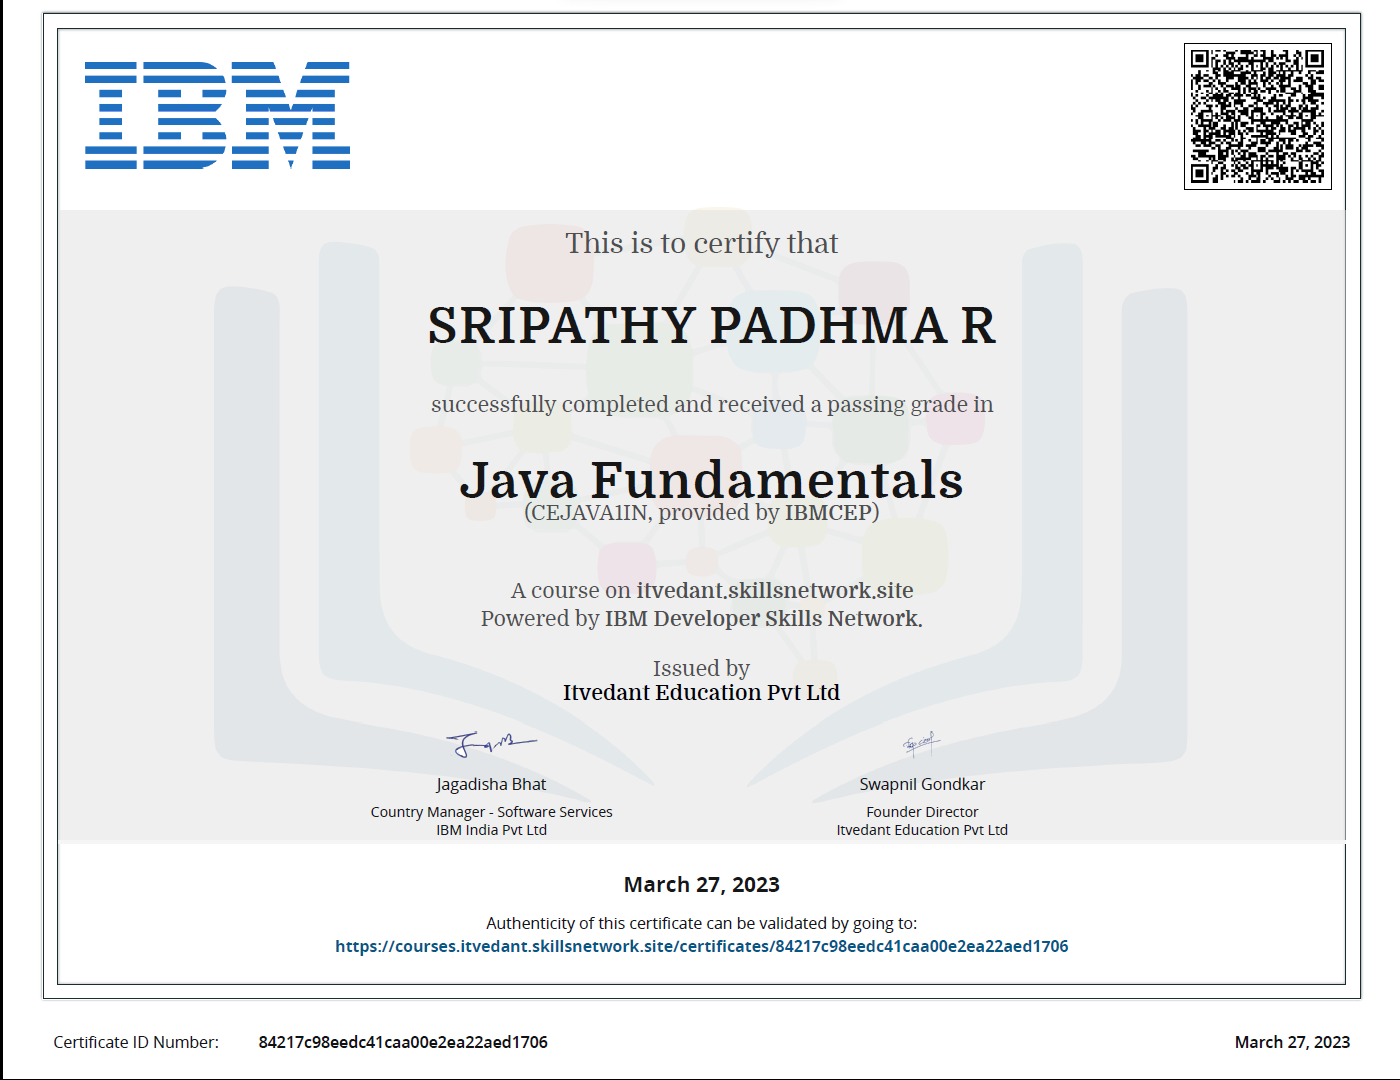 IBM
This is to certify that
SRIPATHY PADHMA R
successfully completed and received a passing grade in
Java Fundamentals
(CEJAVA1IN, provided by IBMCEP)
A course on itvedant.skillsnetwork.site
Powered by IBM Developer Skills Network.
Issued by
Itvedant Education Pvt Ltd
Jagadisha Bhat
Country Manager - Software Services
IBM India Pvt Ltd
Swapnil Gondkar
Founder Director
Itvedant Education Pvt Ltd
March 27, 2023
Authenticity of this certificate can be validated by going to:
https://courses.itvedant.skillsnetwork.site/certificates/84217c98eedc41caa00e2ea22aed1706
Certificate ID Number: 84217c98eedc41caa00e2ea22aed1706
March 27, 2023